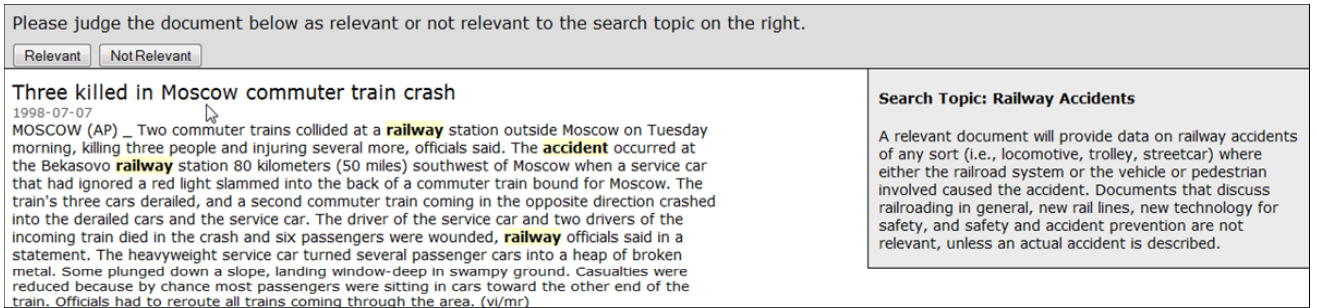 Please judge the document below as relevant or not relevant to the search topic on the right.
Relevant
Not Relevant
Three killed in Moscow commuter train crash
1998-07-07
MOSCOW (AP) _ Two commuter trains collided at a railway station outside Moscow on Tuesday
morning, killing three people and injuring several more, officials said. The accident occurred at
the Bekasovo railway station 80 kilometers (50 miles) southwest of Moscow when a service car
that had ignored a red light slammed into the back of a commuter train bound for Moscow. The
train's three cars derailed, and a second commuter train coming in the opposite direction crashed
into the derailed cars and the service car. The driver of the service car and two drivers of the
incoming train died in the crash and six passengers were wounded, railway officials said in a
statement. The heavyweight service car turned several passenger cars into a heap of broken
metal. Some plunged down a slope, landing window-deep in swampy ground. Casualties were
reduced because by chance most passengers were sitting in cars toward the other end of the
train. Officials had to reroute all trains coming through the area. (vi/mr)
Search Topic: Railway Accidents
A relevant document will provide data on railway accidents
of any sort (i.e., locomotive, trolley, streetcar) where
either the railroad system or the vehicle or pedestrian
involved caused the accident. Documents that discuss
railroading in general, new rail lines, new technology for
safety, and safety and accident prevention are not
relevant, unless an actual accident is described.